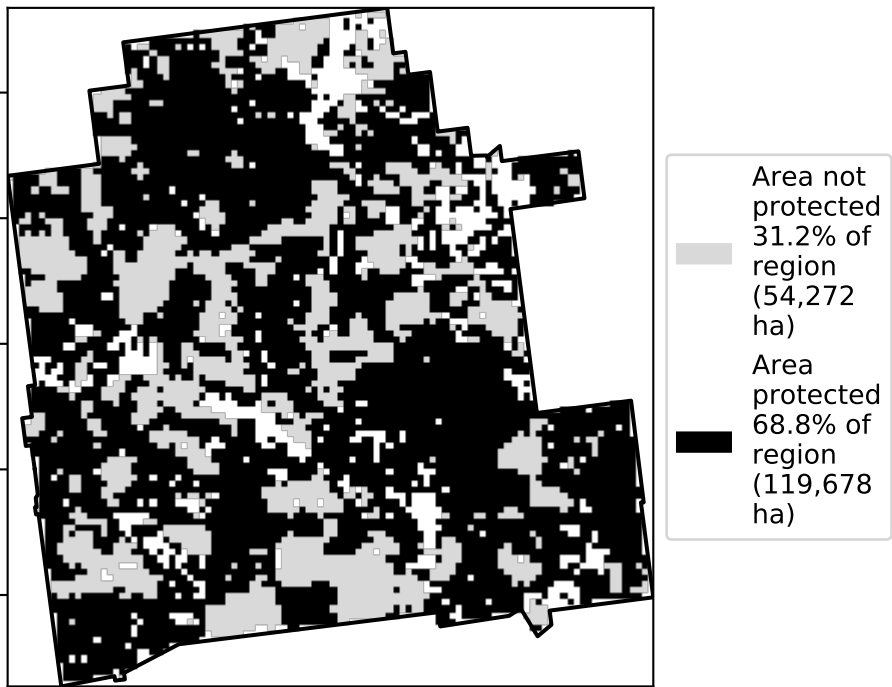 Area not
protected
31.2% of
region
(54,272
ha)
Area
protected
68.8% of
region
(119,678
ha)